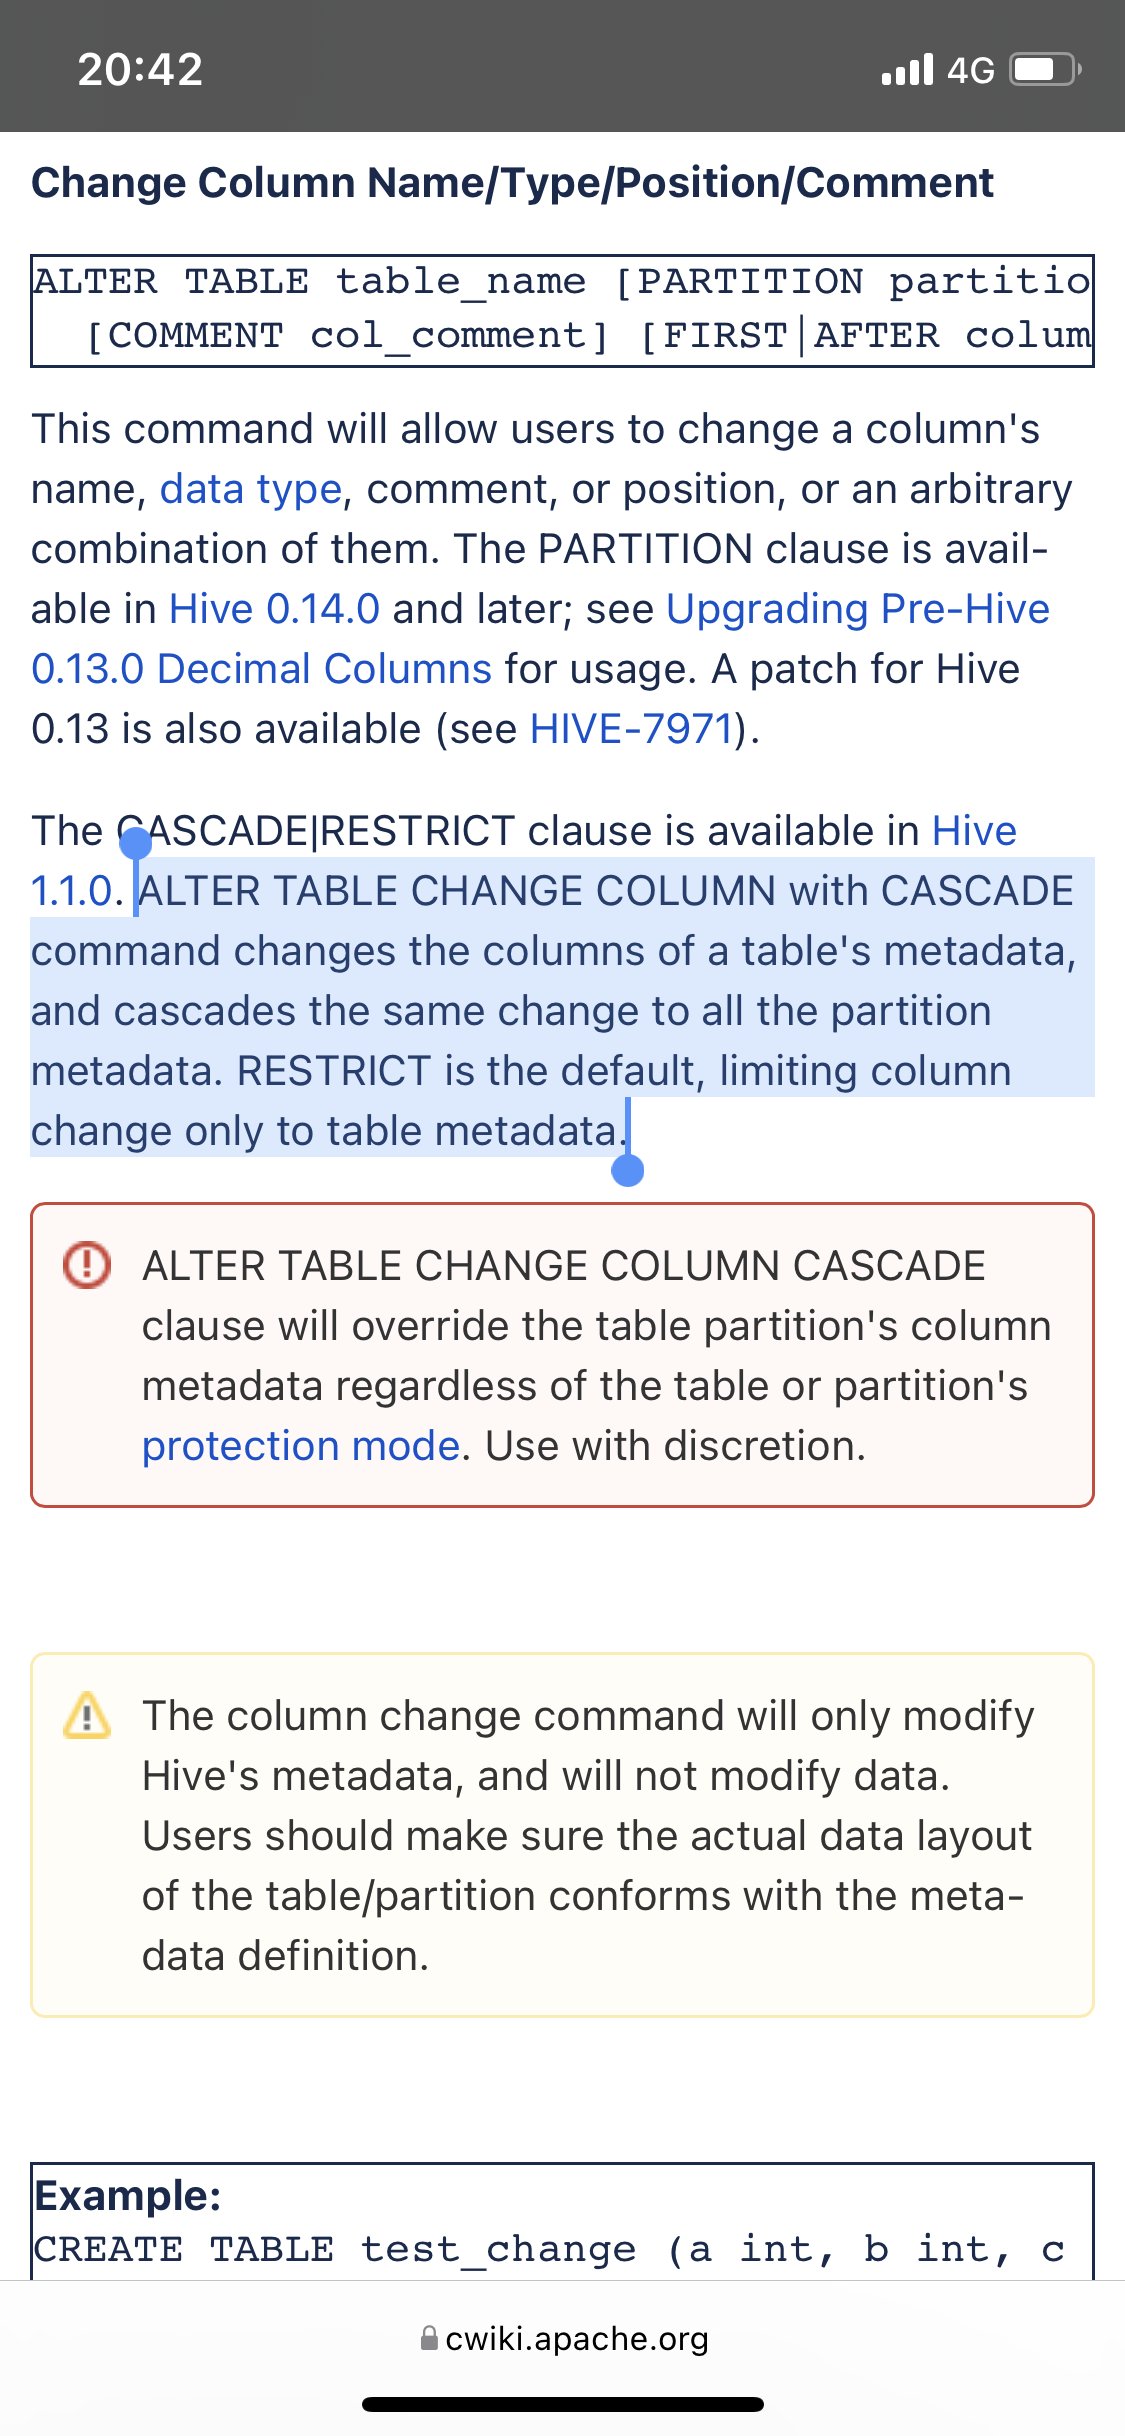 20:42
4G
Change Column Name/Type/Position/Comment
ALTER TABLE table_name [PARTITION partitio
[COMMENT col_comment] [FIRST|AFTER colum
This command will allow users to change a column's
name, data type, comment, or position, or an arbitrary
combination of them. The PARTITION clause is avail-
able in Hive 0.14.0 and later; see Upgrading Pre-Hive
0.13.0 Decimal Columns for usage. A patch for Hive
0.13 is also available (see HIVE-7971).
The CASCADE|RESTRICT clause is available in Hive
1.1.0. ALTER TABLE CHANGE COLUMN with CASCADE
command changes the columns of a table's metadata,
and cascades the same change to all the partition
metadata. RESTRICT is the default, limiting column
change only to table metadata.
ALTER TABLE CHANGE COLUMN CASCADE
clause will override the table partition's column
metadata regardless of the table or partition's
protection mode. Use with discretion.
The column change command will only modify
Hive's metadata, and will not modify data.
Users should make sure the actual data layout
of the table/partition conforms with the meta-
data definition.
Example:
CREATE TABLE test_change (a int, b int, c
cwiki.apache.org